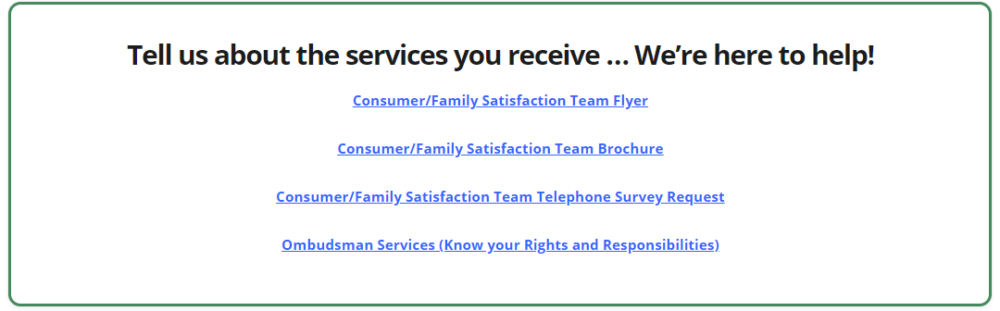 Tell us about the services you receive … We’re here to help!
Consumer/Family Satisfaction Team Flyer
Consumer/Family Satisfaction Team Brochure
Consumer/Family Satisfaction Team Telephone Survey Request
Ombudsman Services (Know your Rights and Responsibilities)